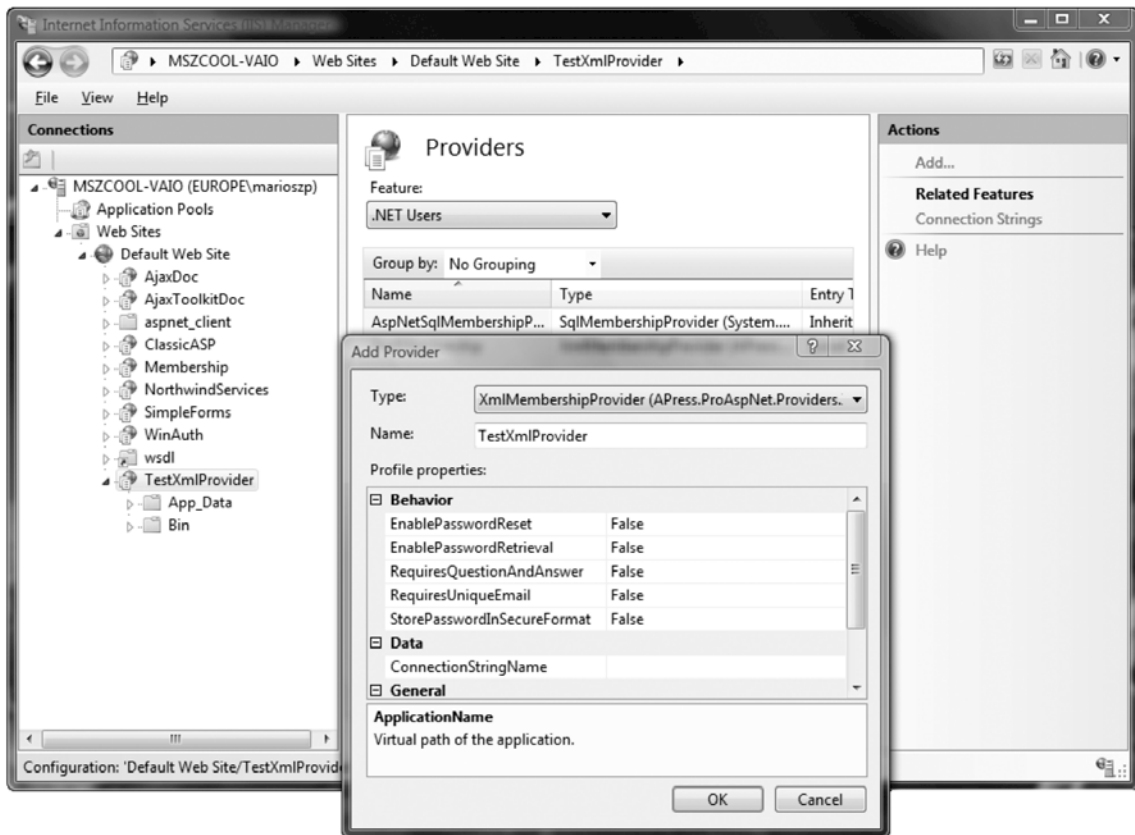 Internet Information Services (IIS) Manager
MSZCOOL-VAIO Web Sites Default Web Site TestXmlProvider
File View Help
Connections
MSZCOOL-VAIO (EUROPE\marioszp)
Application Pools
Web Sites
Default Web Site
AjaxDoc
AjaxToolkitDoc
aspnet_client
ClassicASP
Membership
NorthwindServices
SimpleForms
WinAuth
wsdl
TestXmlProvider
App_Data
Bin
Providers
Feature:
.NET Users
Group by: No Grouping
Name Type Entry T
AspNetSqlMembershipP... SqlMembershipProvider (System.... Inherit
Actions
Add...
Related Features
Connection Strings
Help
Add Provider
Type: XmlMembershipProvider (APress.ProAspNet.Providers.
Name: TestXmlProvider
Profile properties:
Behavior
EnablePasswordReset False
EnablePasswordRetrieval False
RequiresQuestionAndAnswer False
RequiresUniqueEmail False
StorePasswordInSecureFormat False
Data
ConnectionStringName
General
ApplicationName
Virtual path of the application.
OK Cancel
Configuration: 'Default Web Site/TestXmlProvid